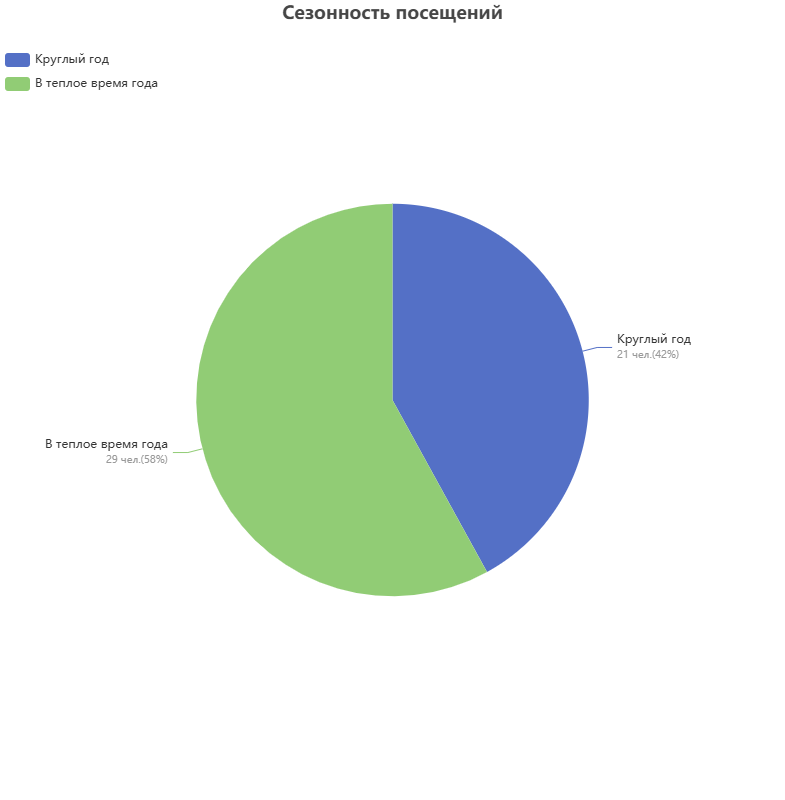 Сезонность посещений
Круглый год
В теплое время года
Круглый год
21 чел.(42%)
В теплое время года
29 чел.(58%)